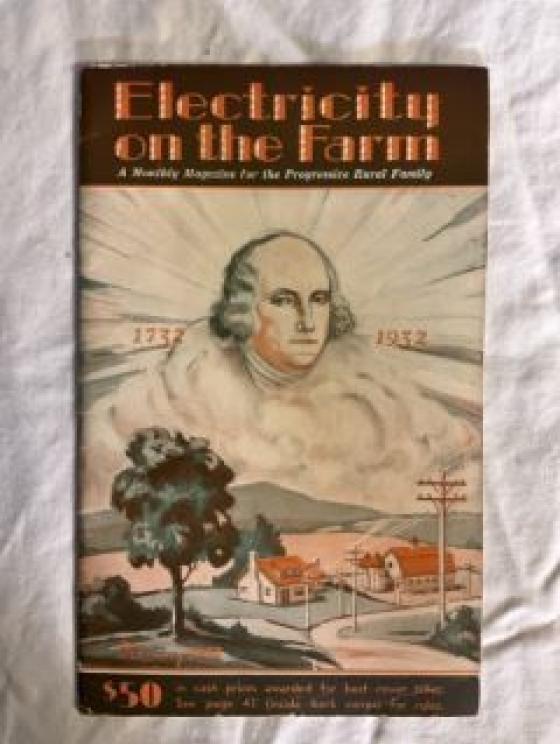 Electricity
on the Farm
A Monthly Magazine for the Progressive Rural Family
1732 1932
$50 in cash prizes awarded for best cover titles
See page 47 (inside back cover) for rules.